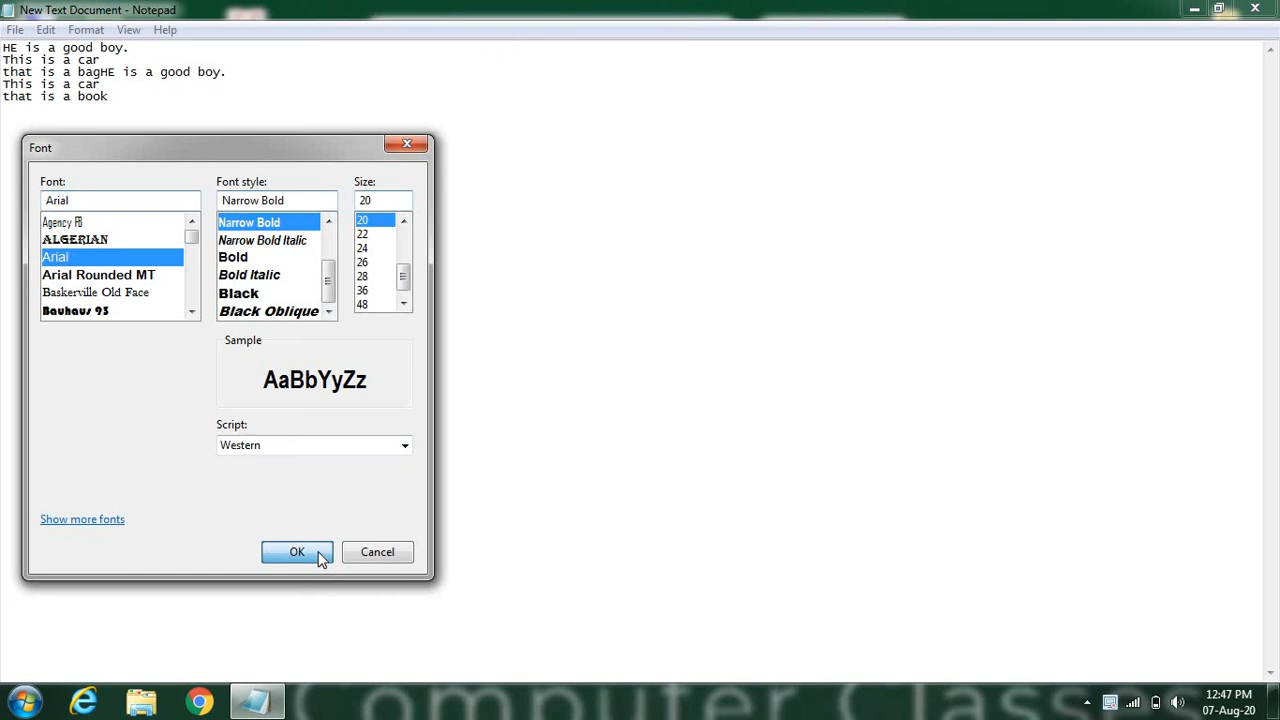 New Text Document - Notepad
File Edit Format View Help
HE is a good boy.
This is a car
that is a bagHE is a good boy.
This is a car
that is a book
Font
Font: Font style: Size:
Arial Narrow Bold 20
Agency FB Narrow Bold 20
ALGERIAN Narrow Bold Italic 22
Arial Bold 24
Arial Rounded MT Bold Italic 26
Baskerville Old Face Black 28
Bauhaus 93 Black Oblique 36
48
Sample
AaBbYyZz
Script:
Western
Show more fonts
OK Cancel
Computer Class
12:47 PM
07-Aug-20